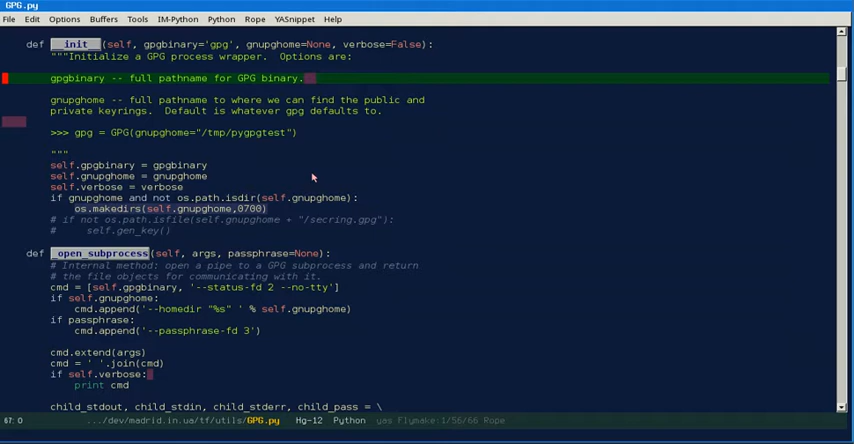 GPG.py
File Edit Options Buffers Tools IM-Python Python Rope YASnippet Help
def __init__(self, gpgbinary='gpg', gnupghome=None, verbose=False):
"""Initialize a GPG process wrapper.  Options are:
gpgbinary -- full pathname for GPG binary.
gnupghome -- full pathname to where we can find the public and
private keyrings.  Default is whatever gpg defaults to.
>>> gpg = GPG(gnupghome="/tmp/pygpgtest")
"""
self.gpgbinary = gpgbinary
self.gnupghome = gnupghome
self.verbose = verbose
if gnupghome and not os.path.isdir(self.gnupghome):
os.makedirs(self.gnupghome,0700)
# if not os.path.isfile(self.gnupghome + "/secring.gpg"):
#     self.gen_key()
def _open_subprocess(self, args, passphrase=None):
# Internal method: open a pipe to a GPG subprocess and return
# the file objects for communicating with it.
cmd = [self.gpgbinary, '--status-fd 2 --no-tty']
if self.gnupghome:
cmd.append('--homedir "%s" ' % self.gnupghome)
if passphrase:
cmd.append('--passphrase-fd 3')
cmd.extend(args)
cmd = ' '.join(cmd)
if self.verbose:
print cmd
child_stdout, child_stdin, child_stderr, child_pass = \
67: 0 .../dev/madrid.in.ua/tf/utils/GPG.py Hg-12 Python yas Flymake:1/56/66 Rope